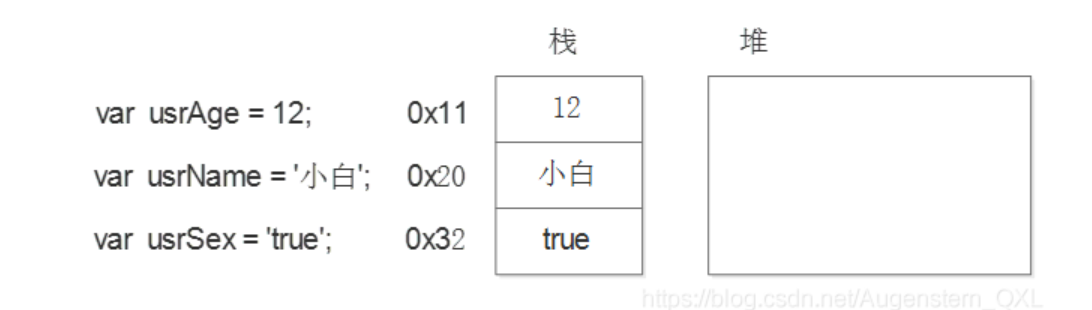 栈 堆
var usrAge = 12; 0x11 12
var usrName = '小白'; 0x20 小白
var usrSex = 'true'; 0x32 true
https://blog.csdn.net/Augenstern_QXL